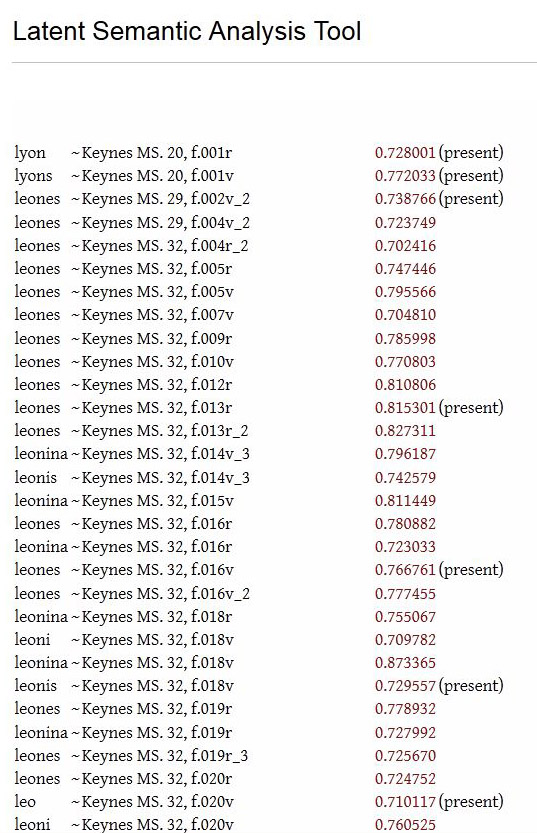 Latent Semantic Analysis Tool
lyon ~Keynes MS. 20, f.001r 0.728001 (present)
lyons ~Keynes MS. 20, f.001v 0.772033 (present)
leones ~Keynes MS. 29, f.002v_2 0.738766 (present)
leones ~Keynes MS. 29, f.004v_2 0.723749
leones ~Keynes MS. 32, f.004r_2 0.702416
leones ~Keynes MS. 32, f.005r 0.747446
leones ~Keynes MS. 32, f.005v 0.795566
leones ~Keynes MS. 32, f.007v 0.704810
leones ~Keynes MS. 32, f.009r 0.785998
leones ~Keynes MS. 32, f.010v 0.770803
leones ~Keynes MS. 32, f.012r 0.810806
leones ~Keynes MS. 32, f.013r 0.815301 (present)
leones ~Keynes MS. 32, f.013r_2 0.827311
leonina ~Keynes MS. 32, f.014v_3 0.796187
leonis ~Keynes MS. 32, f.014v_3 0.742579
leonina ~Keynes MS. 32, f.015v 0.811449
leones ~Keynes MS. 32, f.016r 0.780882
leonina ~Keynes MS. 32, f.016r 0.723033
leones ~Keynes MS. 32, f.016v 0.766761 (present)
leones ~Keynes MS. 32, f.016v_2 0.777455
leonina ~Keynes MS. 32, f.018r 0.755067
leoni ~Keynes MS. 32, f.018v 0.709782
leonina ~Keynes MS. 32, f.018v 0.873365
leonis ~Keynes MS. 32, f.018v 0.729557 (present)
leones ~Keynes MS. 32, f.019r 0.778932
leonina ~Keynes MS. 32, f.019r 0.727992
leones ~Keynes MS. 32, f.019r_3 0.725670
leones ~Keynes MS. 32, f.020r 0.724752
leo ~Keynes MS. 32, f.020v 0.710117 (present)
leoni ~Keynes MS. 32, f.020v 0.760525